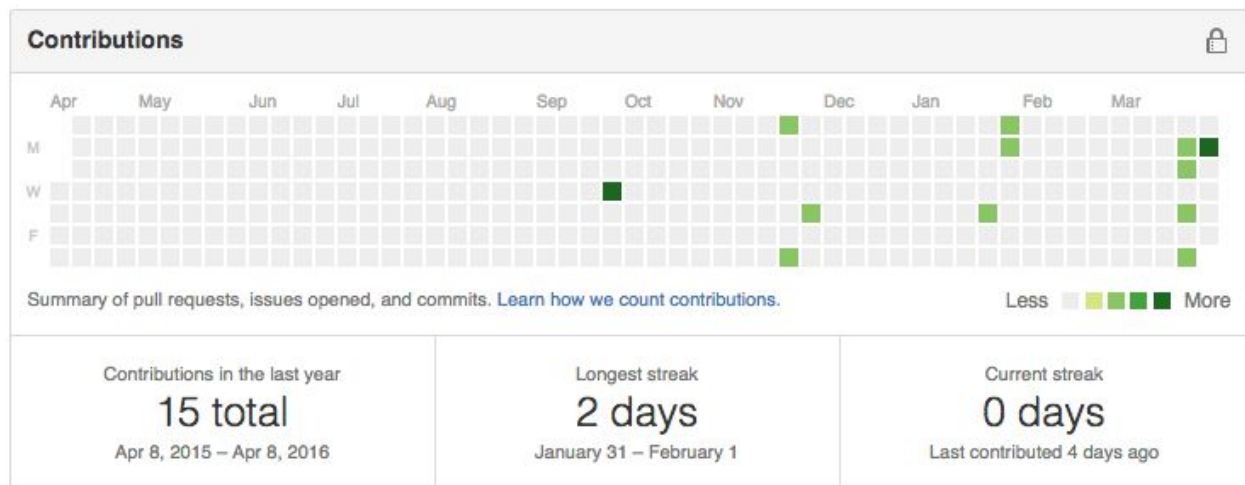 Contributions
Apr May Jun Jul Aug Sep Oct Nov Dec Jan Feb Mar
M
W
F
Summary of pull requests, issues opened, and commits. Learn how we count contributions.
Less More
Contributions in the last year
15 total
Apr 8, 2015 – Apr 8, 2016
Longest streak
2 days
January 31 – February 1
Current streak
0 days
Last contributed 4 days ago